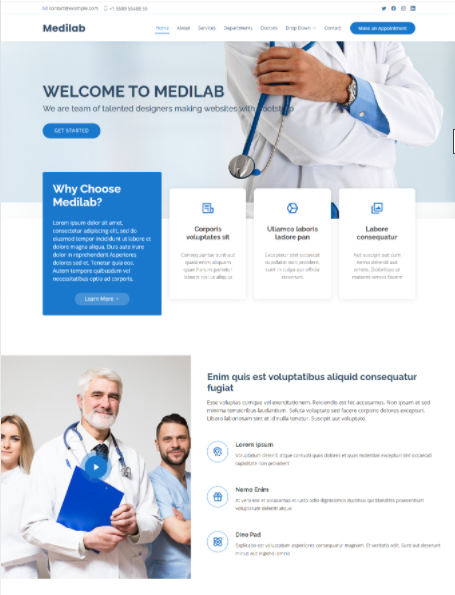 contact@example.com +1 5589 55488 55
Medilab
Home About Services Departments Doctors Drop Down Contact Make an Appointment
WELCOME TO MEDILAB
We are team of talented designers making websites with Bootstrap
GET STARTED
Why Choose
Medilab?
Lorem ipsum dolor sit amet,
consectetur adipiscing elit, sed do
eiusmod tempor incididunt ut labore et
dolore magna aliqua. Duis aute irure
dolor in reprehenderit Asperiores
dolores sed et. Tenetur quia eos.
Autem tempore quibusdam vel
necessitatibus optio ad corporis.
Learn More
Corporis
voluptates sit
Consequuntur sunt aut
quasi enim aliquam
quae harum pariatur
laboris nisi ut aliquip
Ullamco laboris
ladore pan
Excepteur sint occaecat
cupidatat non proident,
sunt in culpa qui officia
deserunt.
Labore
consequatur
Aut suscipit aut cum
nemo deleniti aut
omnis. Doloribus ut
maiores omnis facere
Enim quis est voluptatibus aliquid consequatur
fugiat
Esse voluptas cumque vel exercitationem. Reiciendis est hic accusamus. Non ipsam et sed
minima temporibus laudantium. Soluta voluptate sed facere corporis dolores excepturi.
Libero laboriosam sint et id nulla tenetur. Suscipit aut voluptate.
Lorem Ipsum
Voluptatum deleniti atque corrupti quos dolores et quas molestias excepturi sint occaecati
cupiditate non provident
Nemo Enim
At vero eos et accusamus et iusto odio dignissimos ducimus qui blanditiis praesentium
voluptatum deleniti atque
Dine Pad
Explicabo est voluptatum asperiores consequatur magnam. Et veritatis odit. Sunt aut deserunt
minus aut eligendi omnis